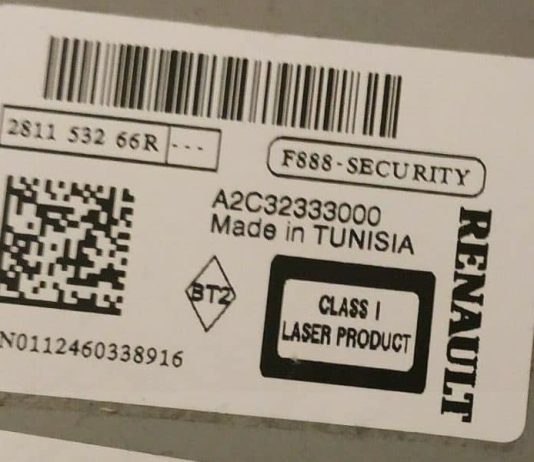 2811 532 66R ---
F888-SECURITY
A2C32333000
Made in TUNISIA
BT2
CLASS I
LASER PRODUCT
N0112460338916
RENAULT